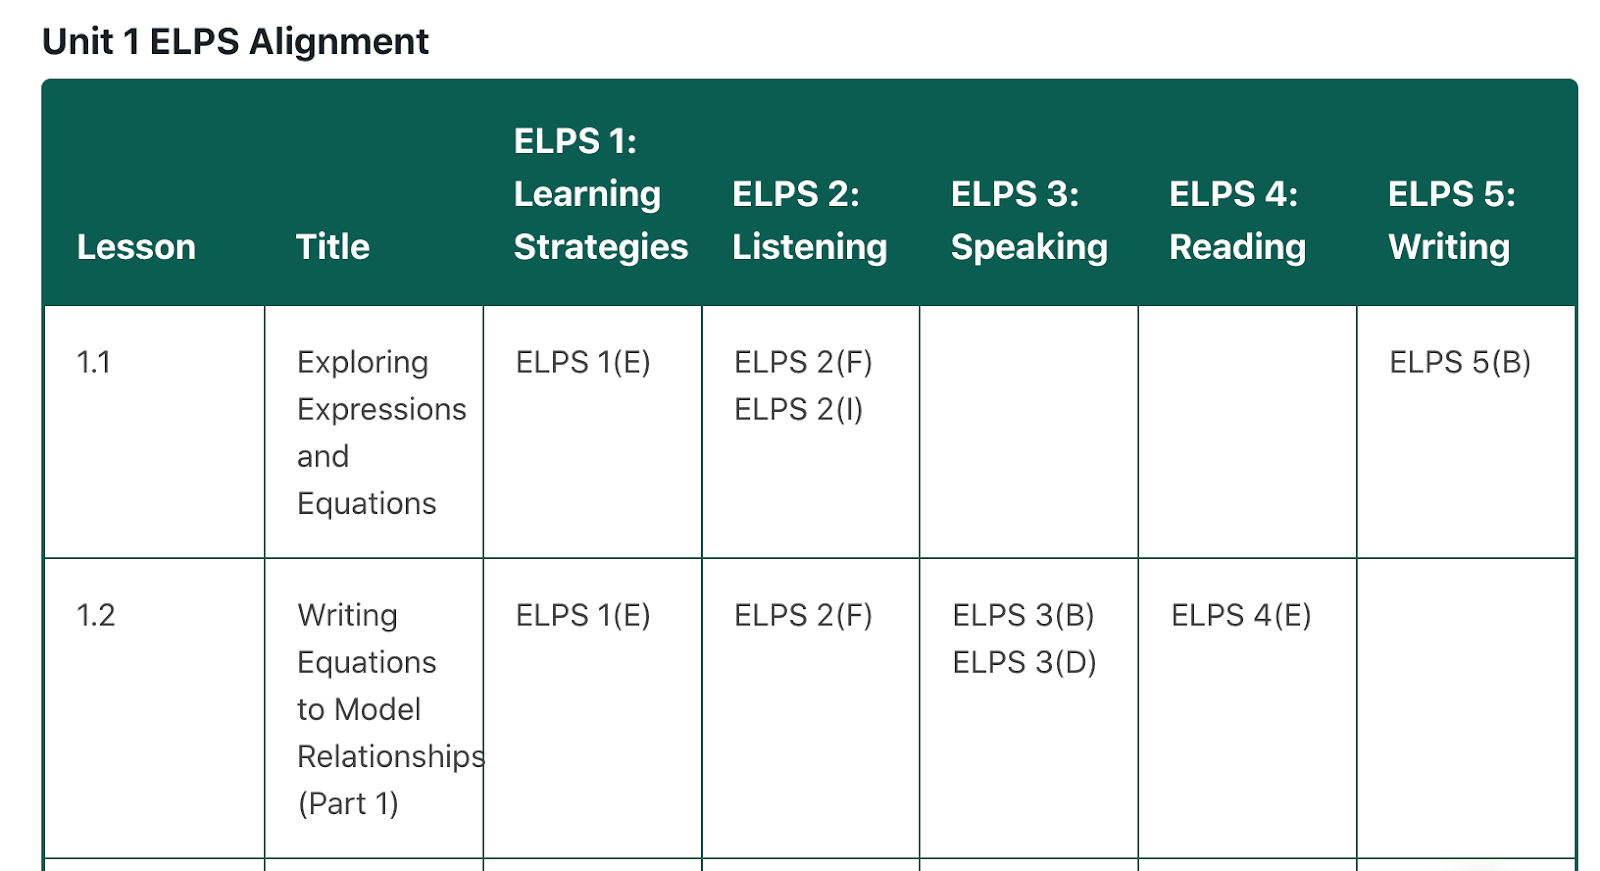 Unit 1 ELPS Alignment
Lesson
Title
ELPS 1:
Learning
Strategies
ELPS 2:
Listening
ELPS 3:
Speaking
ELPS 4:
Reading
ELPS 5:
Writing
1.1
Exploring
Expressions
and
Equations
ELPS 1(E)
ELPS 2(F)
ELPS 2(I)
ELPS 5(B)
1.2
Writing
Equations
to Model
Relationships
(Part 1)
ELPS 1(E)
ELPS 2(F)
ELPS 3(B)
ELPS 3(D)
ELPS 4(E)